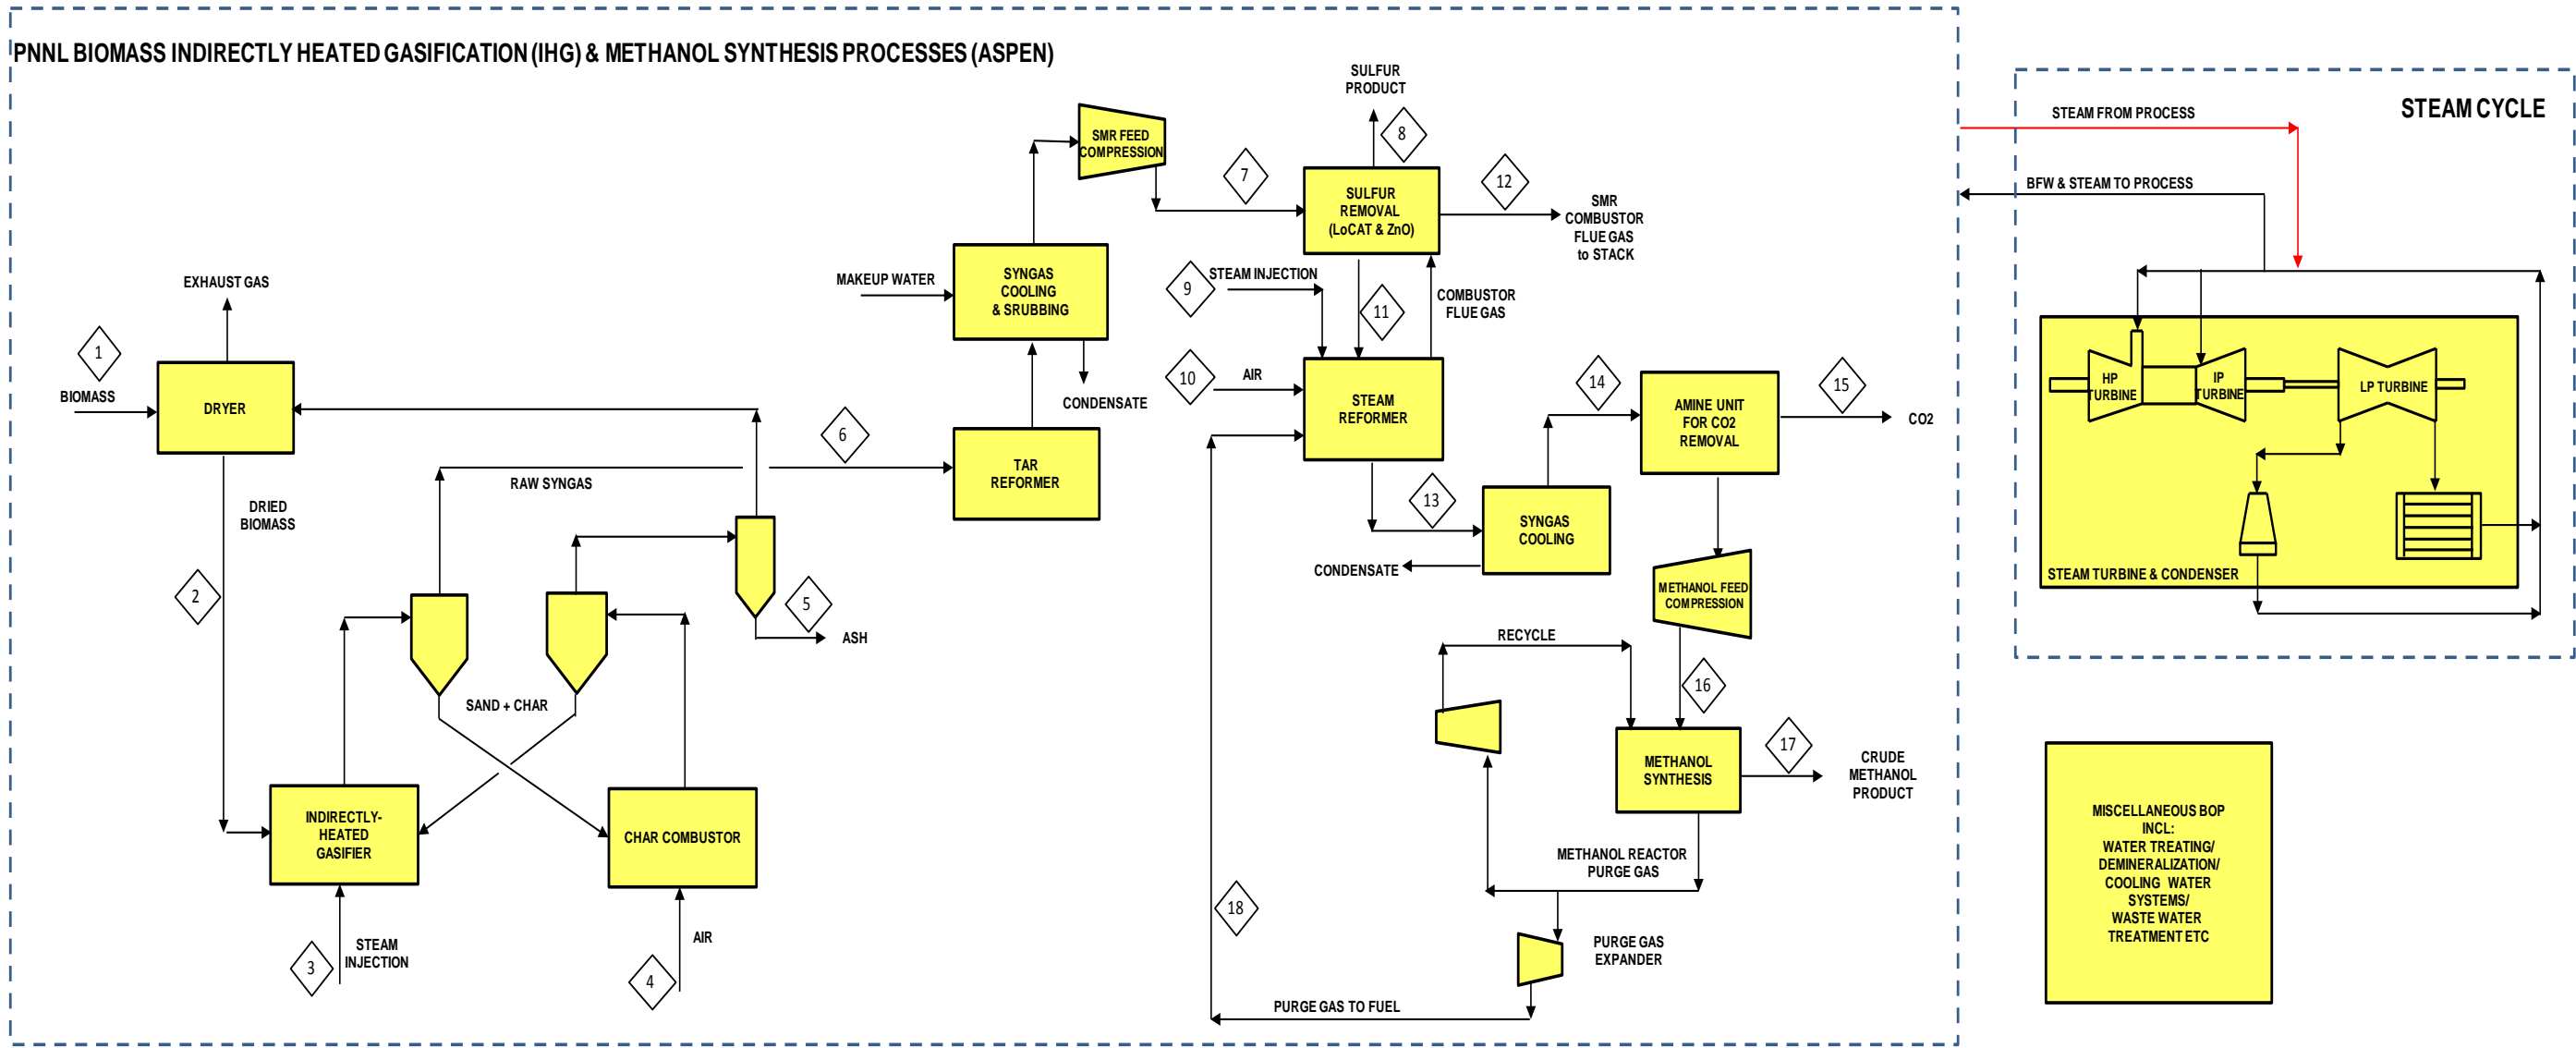 PNNL BIOMASS INDIRECTLY HEATED GASIFICATION (IHG) & METHANOL SYNTHESIS PROCESSES (ASPEN)
STEAM CYCLE
STEAM FROM PROCESS
BFW & STEAM TO PROCESS
HP
TURBINE
IP
TURBINE
LP TURBINE
STEAM TURBINE & CONDENSER
MISCELLANEOUS BOP
INCL:
WATER TREATING/
DEMINERALIZATION/
COOLING WATER
SYSTEMS/
WASTE WATER
TREATMENT ETC
EXHAUST GAS
1
BIOMASS
DRYER
DRIED
BIOMASS
2
INDIRECTLY-
HEATED
GASIFIER
3
STEAM
INJECTION
SAND + CHAR
CHAR COMBUSTOR
4
AIR
5
ASH
RAW SYNGAS
6
TAR
REFORMER
MAKEUP WATER
SYNGAS
COOLING
& SRUBBING
CONDENSATE
SMR FEED
COMPRESSION
7
SULFUR
PRODUCT
8
SULFUR
REMOVAL
(LoCAT & ZnO)
12
SMR
COMBUSTOR
FLUE GAS
to STACK
9
STEAM INJECTION
11
COMBUSTOR
FLUE GAS
10
AIR
STEAM
REFORMER
13
SYNGAS
COOLING
CONDENSATE
14
AMINE UNIT
FOR CO2
REMOVAL
15
CO2
METHANOL FEED
COMPRESSION
RECYCLE
16
METHANOL
SYNTHESIS
17
CRUDE
METHANOL
PRODUCT
METHANOL REACTOR
PURGE GAS
18
PURGE GAS
EXPANDER
PURGE GAS TO FUEL